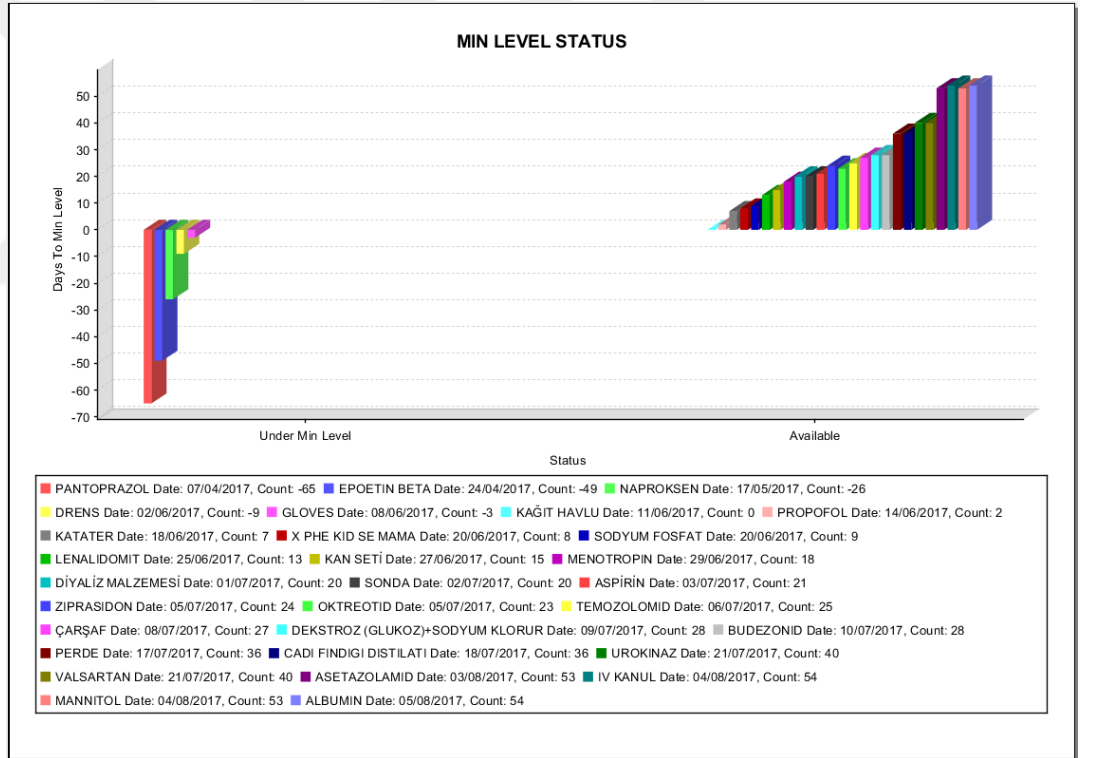 MIN LEVEL STATUS
50
40
30
20
10
0
-10
-20
-30
-40
-50
-60
-70
Days To Min Level
Under Min Level Available
Status
PANTOPRAZOL Date: 07/04/2017, Count: -65 EPOETIN BETA Date: 24/04/2017, Count: -49 NAPROKSEN Date: 17/05/2017, Count: -26
DRENS Date: 02/06/2017, Count: -9 GLOVES Date: 08/06/2017, Count: -3 KAĞIT HAVLU Date: 11/06/2017, Count: 0 PROPOFOL Date: 14/06/2017, Count: 2
KATATER Date: 18/06/2017, Count: 7 X PHE KID SE MAMA Date: 20/06/2017, Count: 8 SODYUM FOSFAT Date: 20/06/2017, Count: 9
LENALIDOMIT Date: 25/06/2017, Count: 13 KAN SETİ Date: 27/06/2017, Count: 15 MENOTROPIN Date: 29/06/2017, Count: 18
DİYALİZ MALZEMESİ Date: 01/07/2017, Count: 20 SONDA Date: 02/07/2017, Count: 20 ASPİRİN Date: 03/07/2017, Count: 21
ZIPRASIDON Date: 05/07/2017, Count: 24 OKTREOTID Date: 05/07/2017, Count: 23 TEMOZOLOMID Date: 06/07/2017, Count: 25
ÇARŞAF Date: 08/07/2017, Count: 27 DEKSTROZ (GLUKOZ)+SODYUM KLORUR Date: 09/07/2017, Count: 28 BUDEZONID Date: 10/07/2017, Count: 28
PERDE Date: 17/07/2017, Count: 36 CADI FINDIGI DISTILATI Date: 18/07/2017, Count: 36 UROKINAZ Date: 21/07/2017, Count: 40
VALSARTAN Date: 21/07/2017, Count: 40 ASETAZOLAMID Date: 03/08/2017, Count: 53 IV KANUL Date: 04/08/2017, Count: 54
MANNITOL Date: 04/08/2017, Count: 53 ALBUMIN Date: 05/08/2017, Count: 54